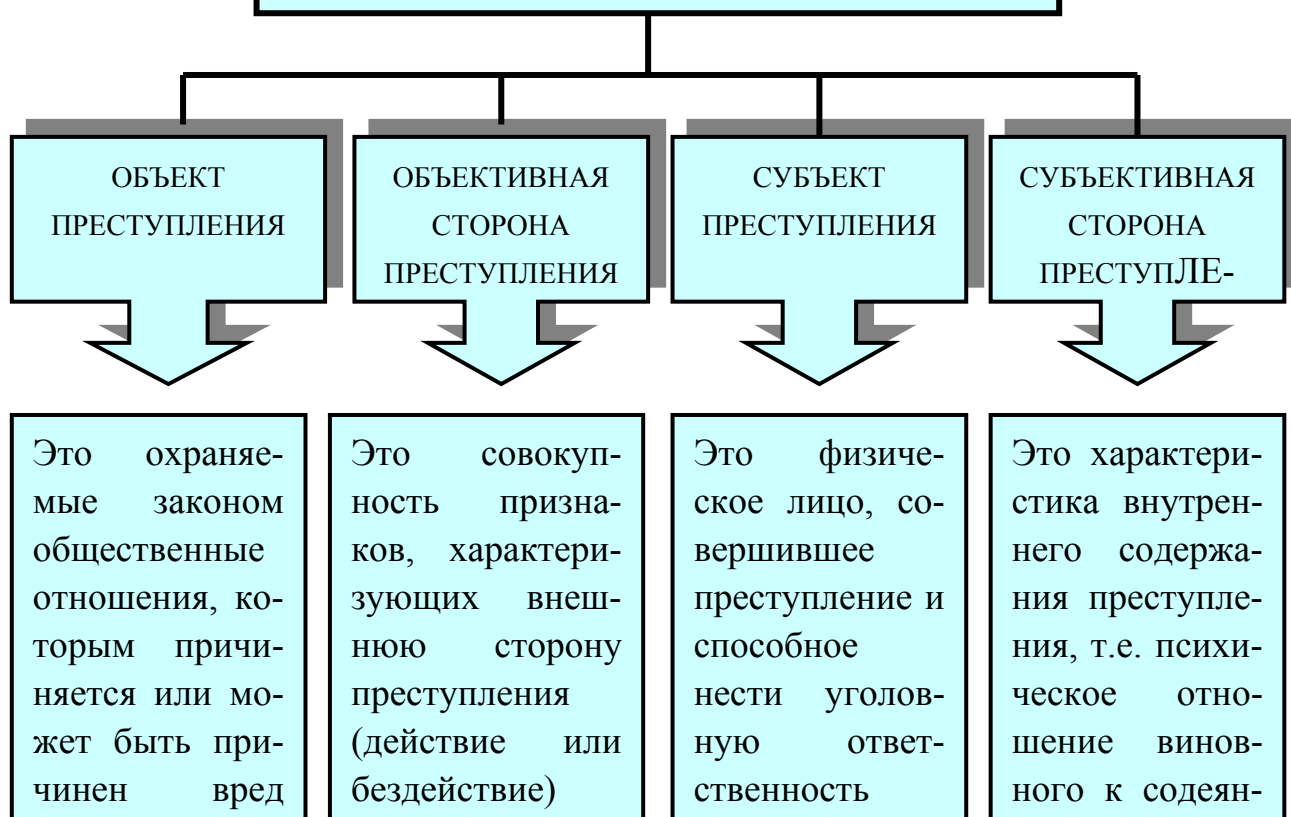 ОБЪЕКТ
ПРЕСТУПЛЕНИЯ
ОБЪЕКТИВНАЯ
СТОРОНА
ПРЕСТУПЛЕНИЯ
СУБЪЕКТ
ПРЕСТУПЛЕНИЯ
СУБЪЕКТИВНАЯ
СТОРОНА
ПРЕСТУПЛЕ-
Это охраняе-
мые законом
общественные
отношения, ко-
торым причи-
няется или мо-
жет быть при-
чинен вред
Это совокуп-
ность призна-
ков, характери-
зующих внеш-
нюю сторону
преступления
(действие или
бездействие)
Это физиче-
ское лицо, со-
вершившее
преступление и
способное
нести уголов-
ную ответ-
ственность
Это характери-
стика внутрен-
него содержа-
ния преступле-
ния, т.е. психи-
ческое отно-
шение винов-
ного к содеян-